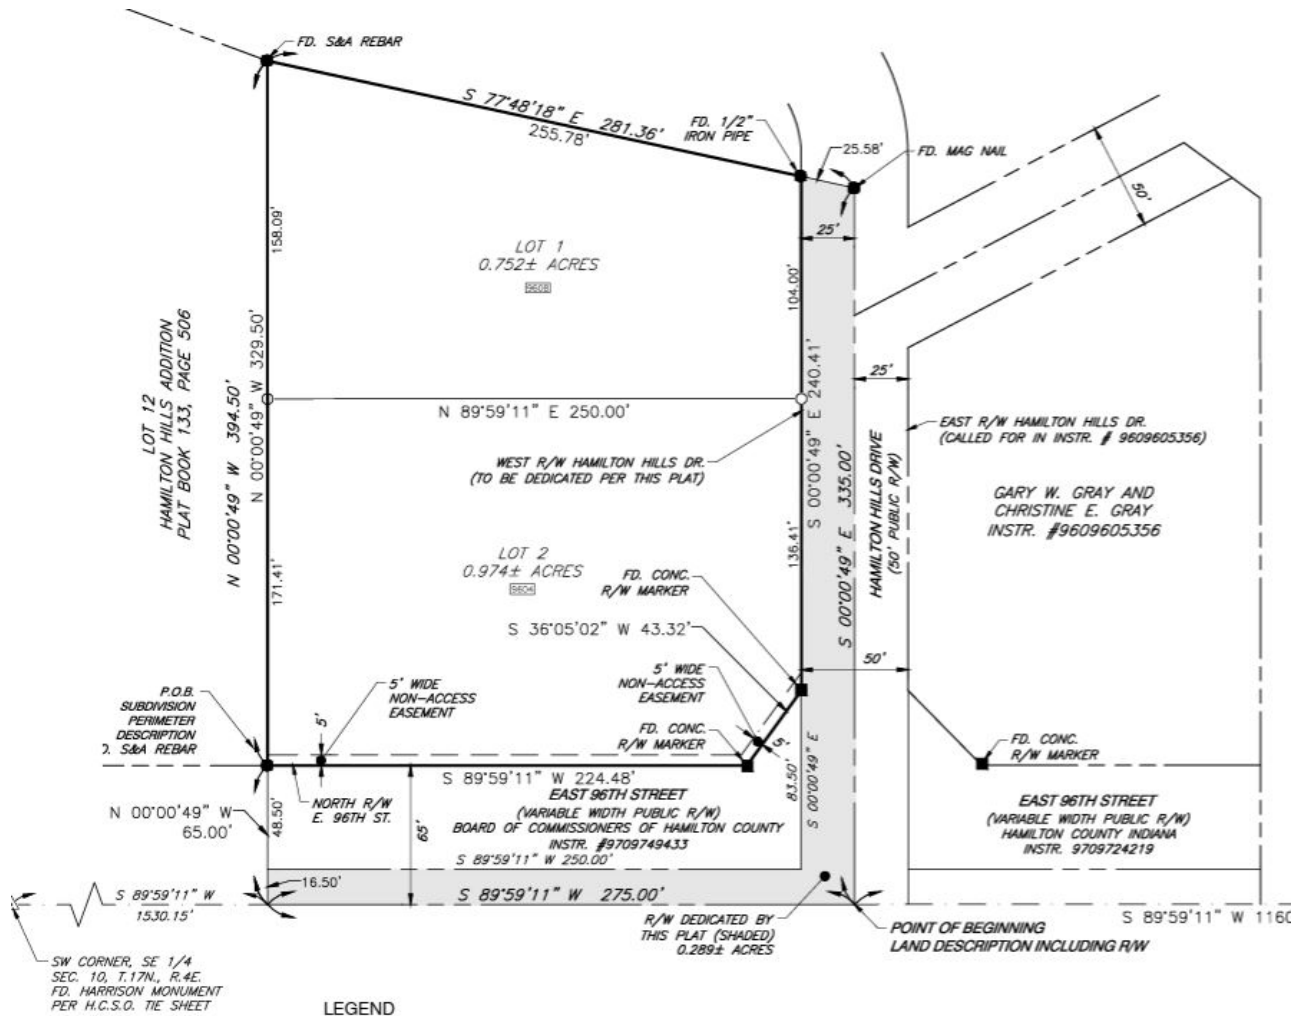 FD. S&A REBAR
S 77°48'18" E 281.36'
255.78'
FD. 1/2"
IRON PIPE
25.58'
FD. MAG NAIL
50'
25'
158.09'
LOT 1
0.752± ACRES
9608
104.00'
LOT 12
HAMILTON HILLS ADDITION
PLAT BOOK 133, PAGE 506
N 00°00'49" W 394.50'
N 00°00'49" W 329.50'
N 89°59'11" E 250.00'
S 00°00'49" E 240.41'
S 00°00'49" E 335.00'
25'
HAMILTON HILLS DRIVE
(50' PUBLIC R/W)
EAST R/W HAMILTON HILLS DR.
(CALLED FOR IN INSTR. # 9609605356)
WEST R/W HAMILTON HILLS DR.
(TO BE DEDICATED PER THIS PLAT)
GARY W. GRAY AND
CHRISTINE E. GRAY
INSTR. #9609605356
171.41'
LOT 2
0.974± ACRES
9604
136.41'
FD. CONC.
R/W MARKER
S 36°05'02" W 43.32'
50'
5' WIDE
NON-ACCESS
EASEMENT
P.O.B.
SUBDIVISION
PERIMETER
DESCRIPTION
D. S&A REBAR
5' WIDE
NON-ACCESS
EASEMENT
5'
FD. CONC.
R/W MARKER
5'
83.50'
S 00°00'49" E
FD. CONC.
R/W MARKER
S 89°59'11" W 224.48'
N 00°00'49" W
65.00'
48.50'
NORTH R/W
E. 96TH ST.
65'
EAST 96TH STREET
(VARIABLE WIDTH PUBLIC R/W)
BOARD OF COMMISSIONERS OF HAMILTON COUNTY
INSTR. #9709749433
S 89°59'11" W 250.00'
EAST 96TH STREET
(VARIABLE WIDTH PUBLIC R/W)
HAMILTON COUNTY INDIANA
INSTR. 9709724219
16.50'
S 89°59'11" W
1530.15'
S 89°59'11" W 275.00'
S 89°59'11" W 1160
R/W DEDICATED BY
THIS PLAT (SHADED)
0.289± ACRES
POINT OF BEGINNING
LAND DESCRIPTION INCLUDING R/W
SW CORNER, SE 1/4
SEC. 10, T.17N., R.4E.
FD. HARRISON MONUMENT
PER H.C.S.O. TIE SHEET
LEGEND